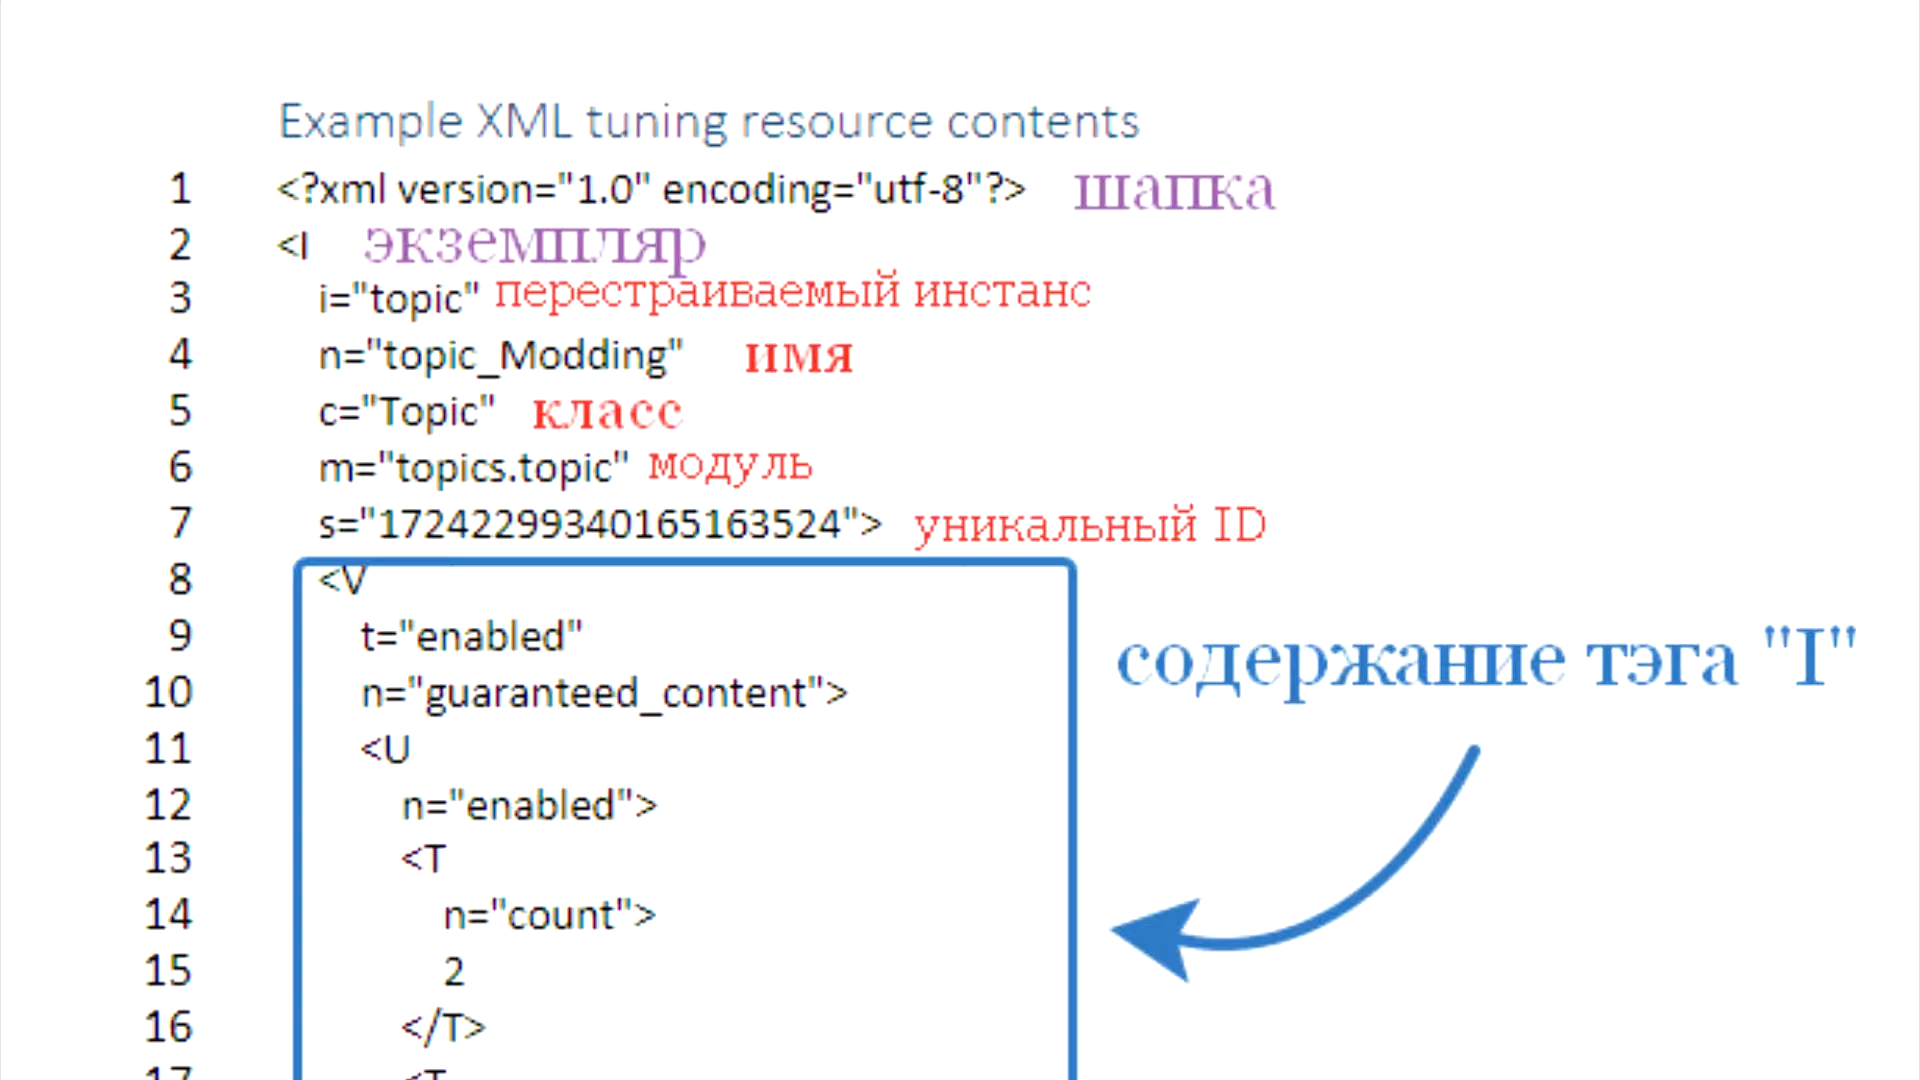 Example XML tuning resource contents
1 <?xml version="1.0" encoding="utf-8"?> шапка
2 <I экземпляр
3 i="topic" перестраиваемый инстанс
4 n="topic_Modding" имя
5 c="Topic" класс
6 m="topics.topic" модуль
7 s="17242299340165163524"> уникальный ID
8 <V
9 t="enabled"
содержание тэга "I"
10 n="guaranteed_content">
11 <U
12 n="enabled">
13 <T
14 n="count">
15 2
16 </T>
17 <T